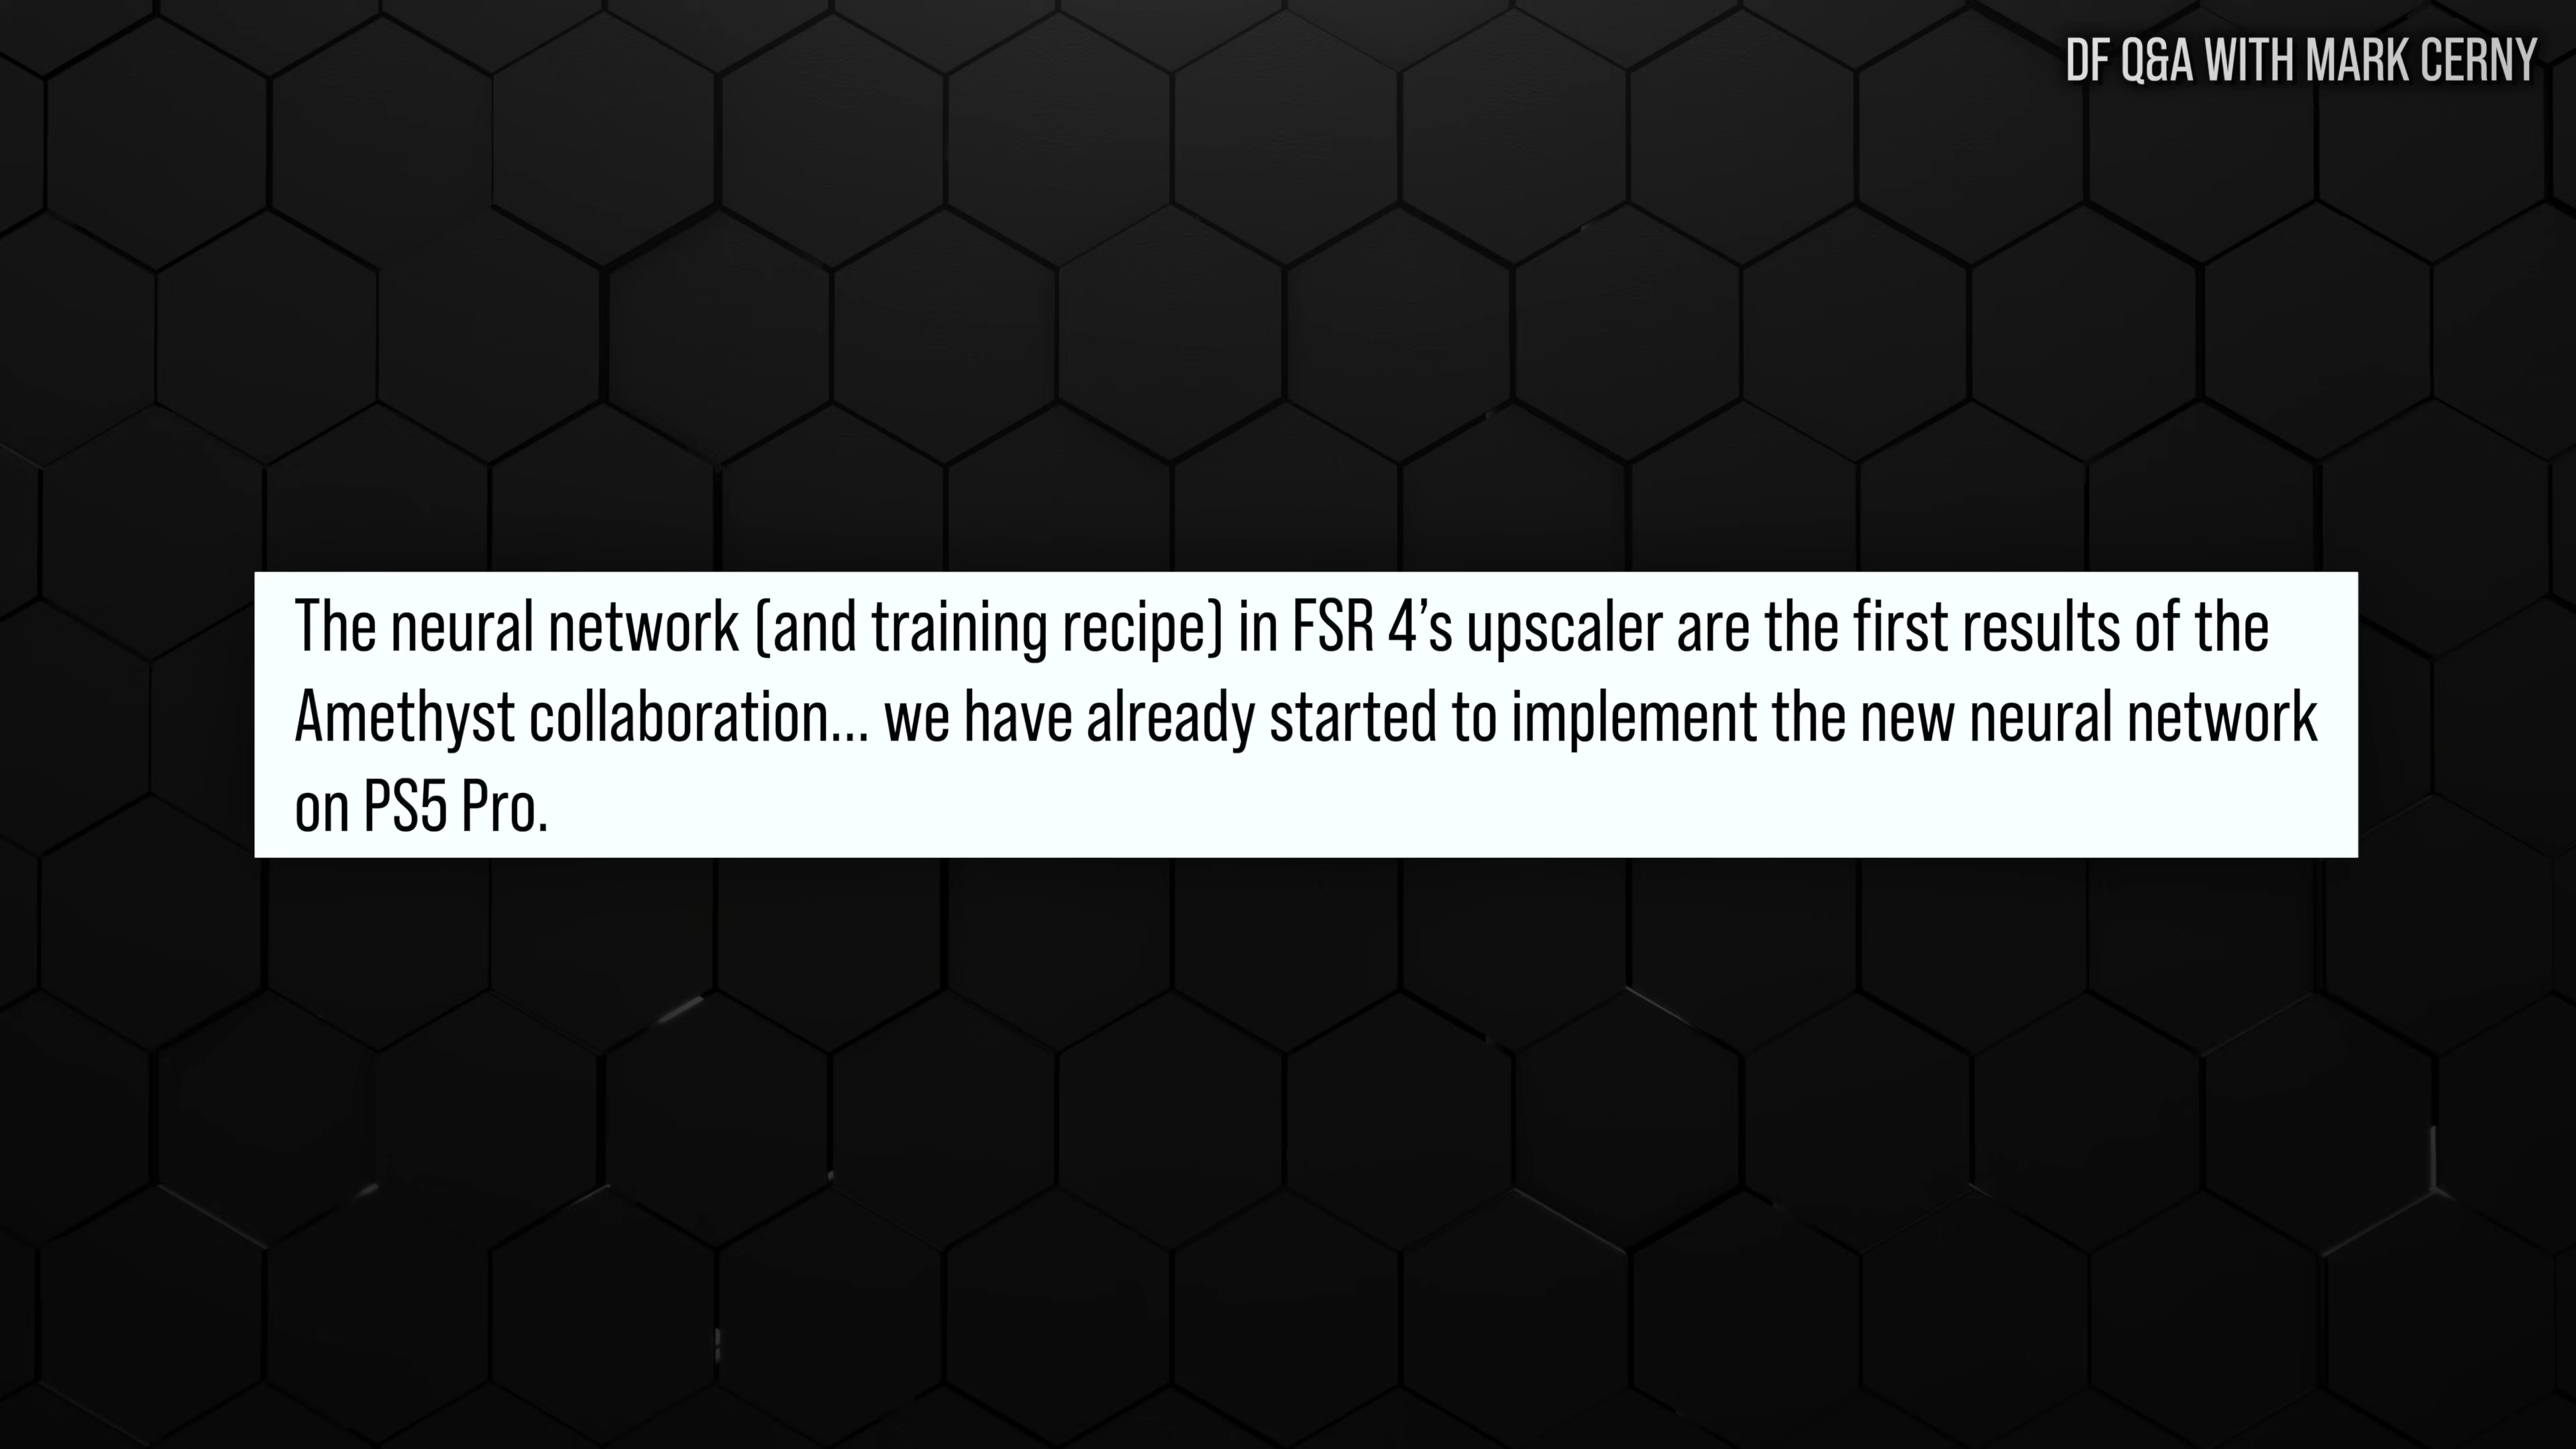 DF Q&A WITH MARK CERNY
The neural network (and training recipe) in FSR 4’s upscaler are the first results of the
Amethyst collaboration... we have already started to implement the new neural network
on PS5 Pro.